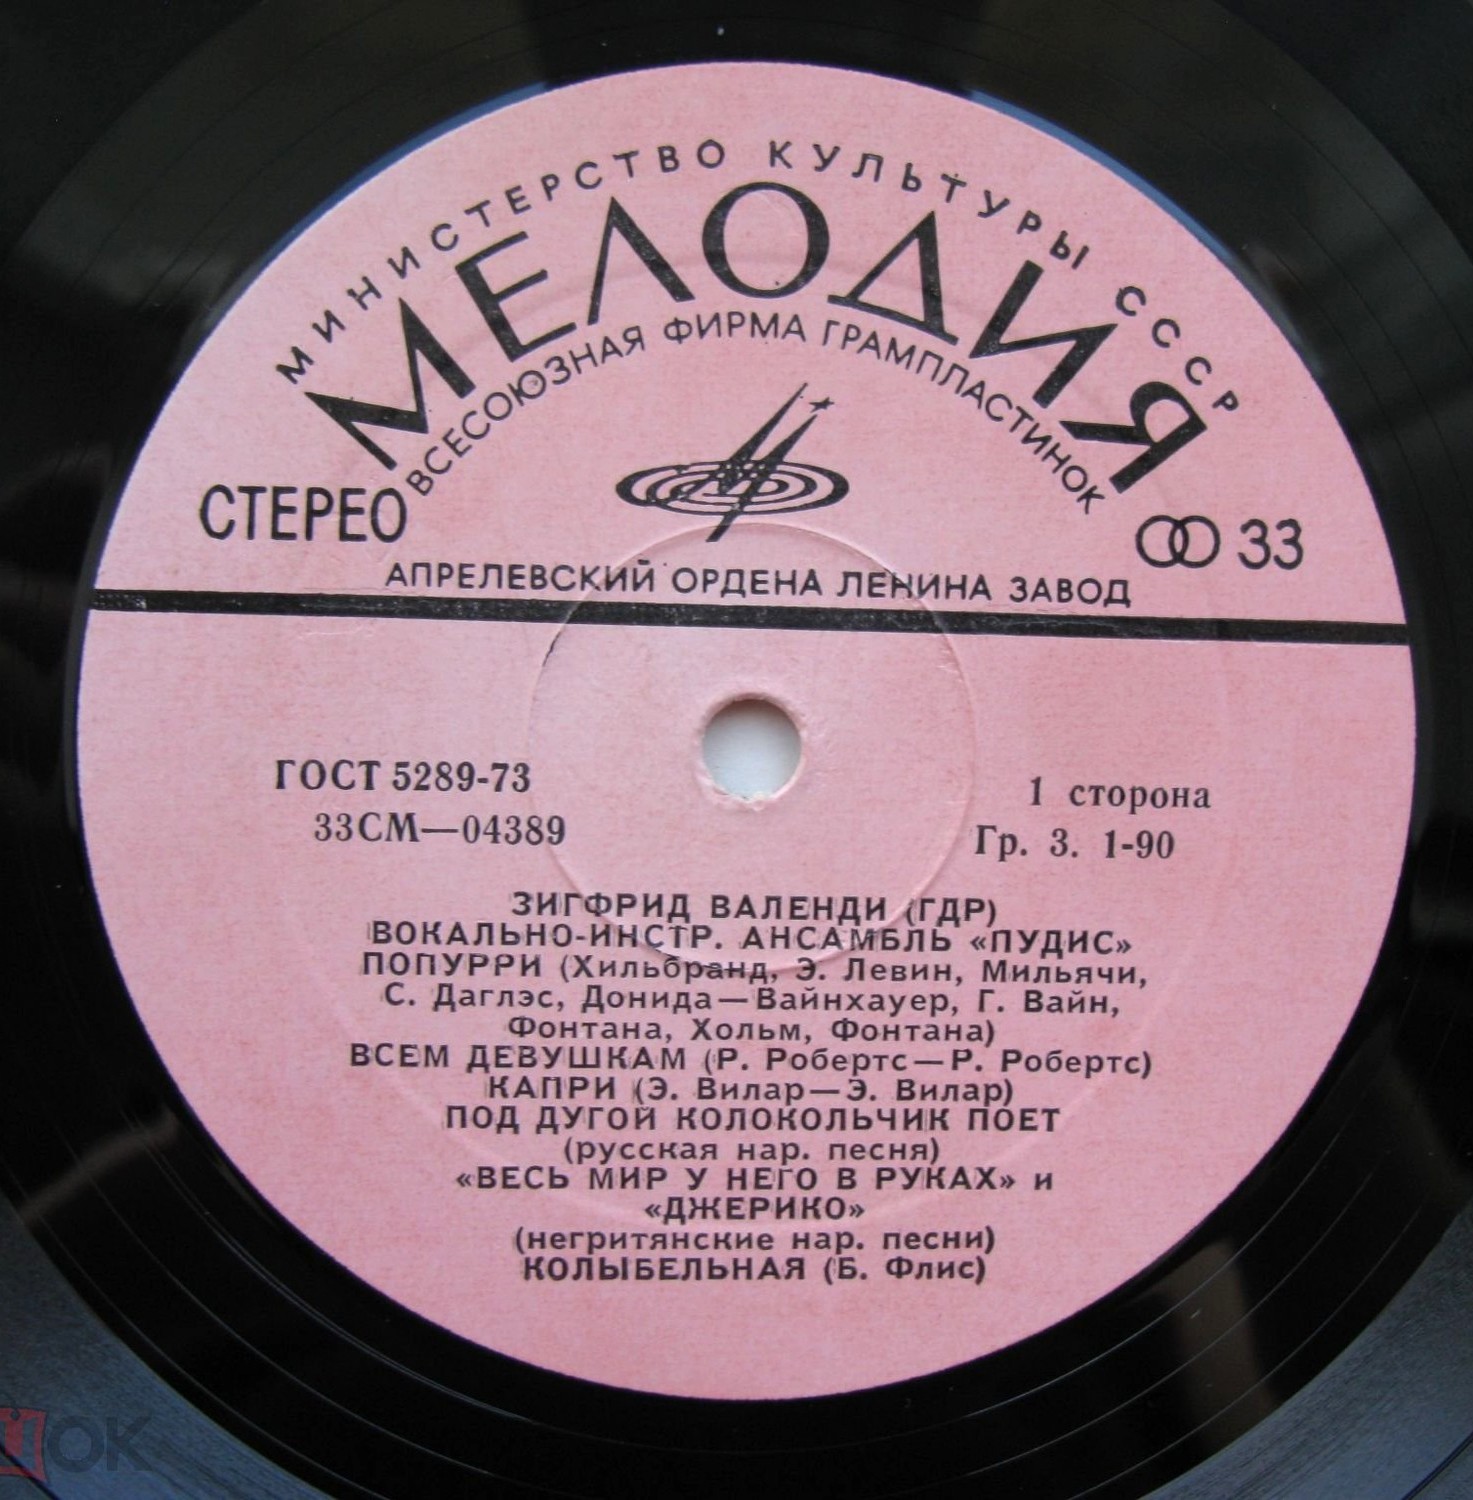 МИНИСТЕРСТВО КУЛЬТУРЫ СССР
МЕЛОДИЯ
ВСЕСОЮЗНАЯ ФИРМА ГРАМПЛАСТИНОК
СТЕРЕО
33
АПРЕЛЕВСКИЙ ОРДЕНА ЛЕНИНА ЗАВОД
ГОСТ 5289-73
1 сторона
33СМ—04389
Гр. 3. 1-90
ЗИГФРИД ВАЛЕНДИ (ГДР)
ВОКАЛЬНО-ИНСТР. АНСАМБЛЬ «ПУДИС»
ПОПУРРИ (Хильбранд, Э. Левин, Мильячи,
С. Даглэс, Донида—Вайнхауер, Г. Вайн,
Фонтана, Хольм, Фонтана)
ВСЕМ ДЕВУШКАМ (Р. Робертс—Р. Робертс)
КАПРИ (Э. Вилар—Э. Вилар)
ПОД ДУГОЙ КОЛОКОЛЬЧИК ПОЕТ
(русская нар. песня)
«ВЕСЬ МИР У НЕГО В РУКАХ» и
«ДЖЕРИКО»
(негритянские нар. песни)
КОЛЫБЕЛЬНАЯ (Б. Флис)